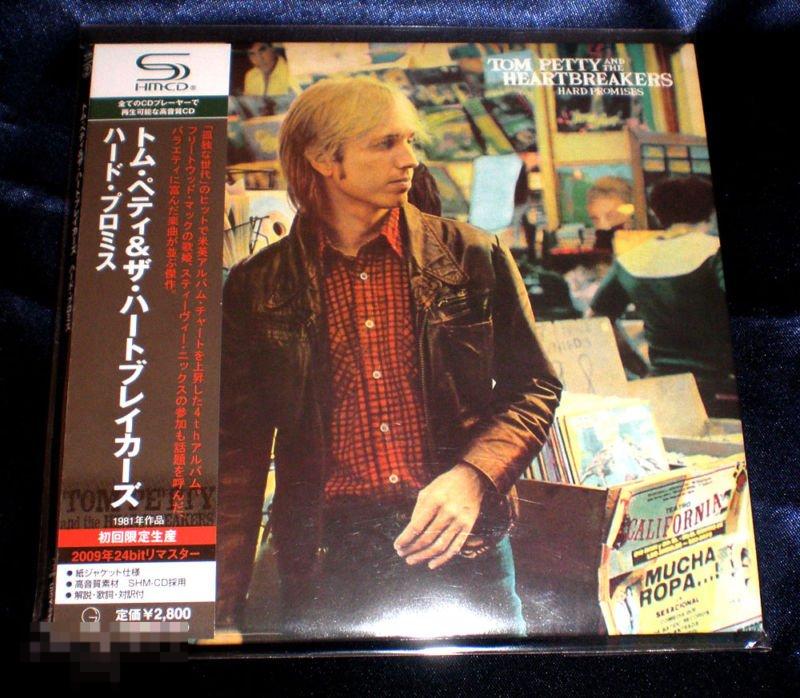 SHMCD®
全てのCDプレーヤーで
再生可能な高音質CD
トム・ペティ&ザ・ハートブレイカーズ
ハード・プロミス
「孤独な世代」のヒットで米英アルバム・チャートを上昇した4thアルバム。
フリートウッド・マックの歌姫、スティーヴィー・ニックスの参加も話題を呼んだ、
バラエティに富んだ楽曲が並ぶ傑作。
TOM PETTY
and the HEARTBREAKERS
1981年作品
初回限定生産
2009年24bitリマスター
● 紙ジャケット仕様
● 高音質素材 SHM-CD採用
● 解説・歌詞・対訳付
G 定価¥2,800
TOM PETTY AND THE
HEARTBREAKERS
HARD PROMISES
TEATRO
CALIFORNIA
MUCHA
ROPA...!